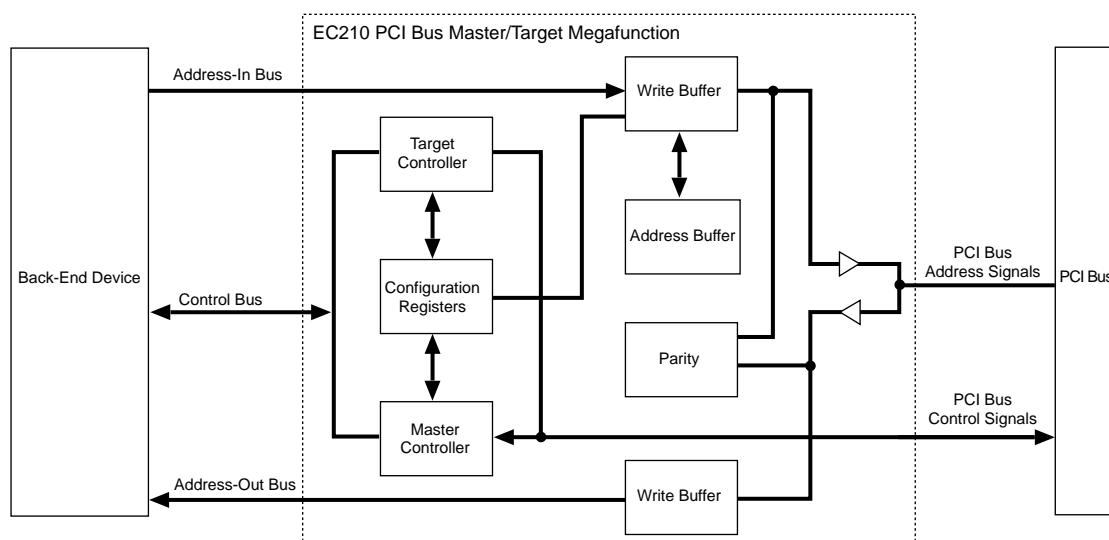 EC210 PCI Bus Master/Target Megafunction
Address-In Bus
Write Buffer
Target
Controller
Address Buffer
PCI Bus
Address Signals
Back-End Device
PCI Bus
Control Bus
Configuration
Registers
Parity
PCI Bus
Control Signals
Master
Controller
Address-Out Bus
Write Buffer